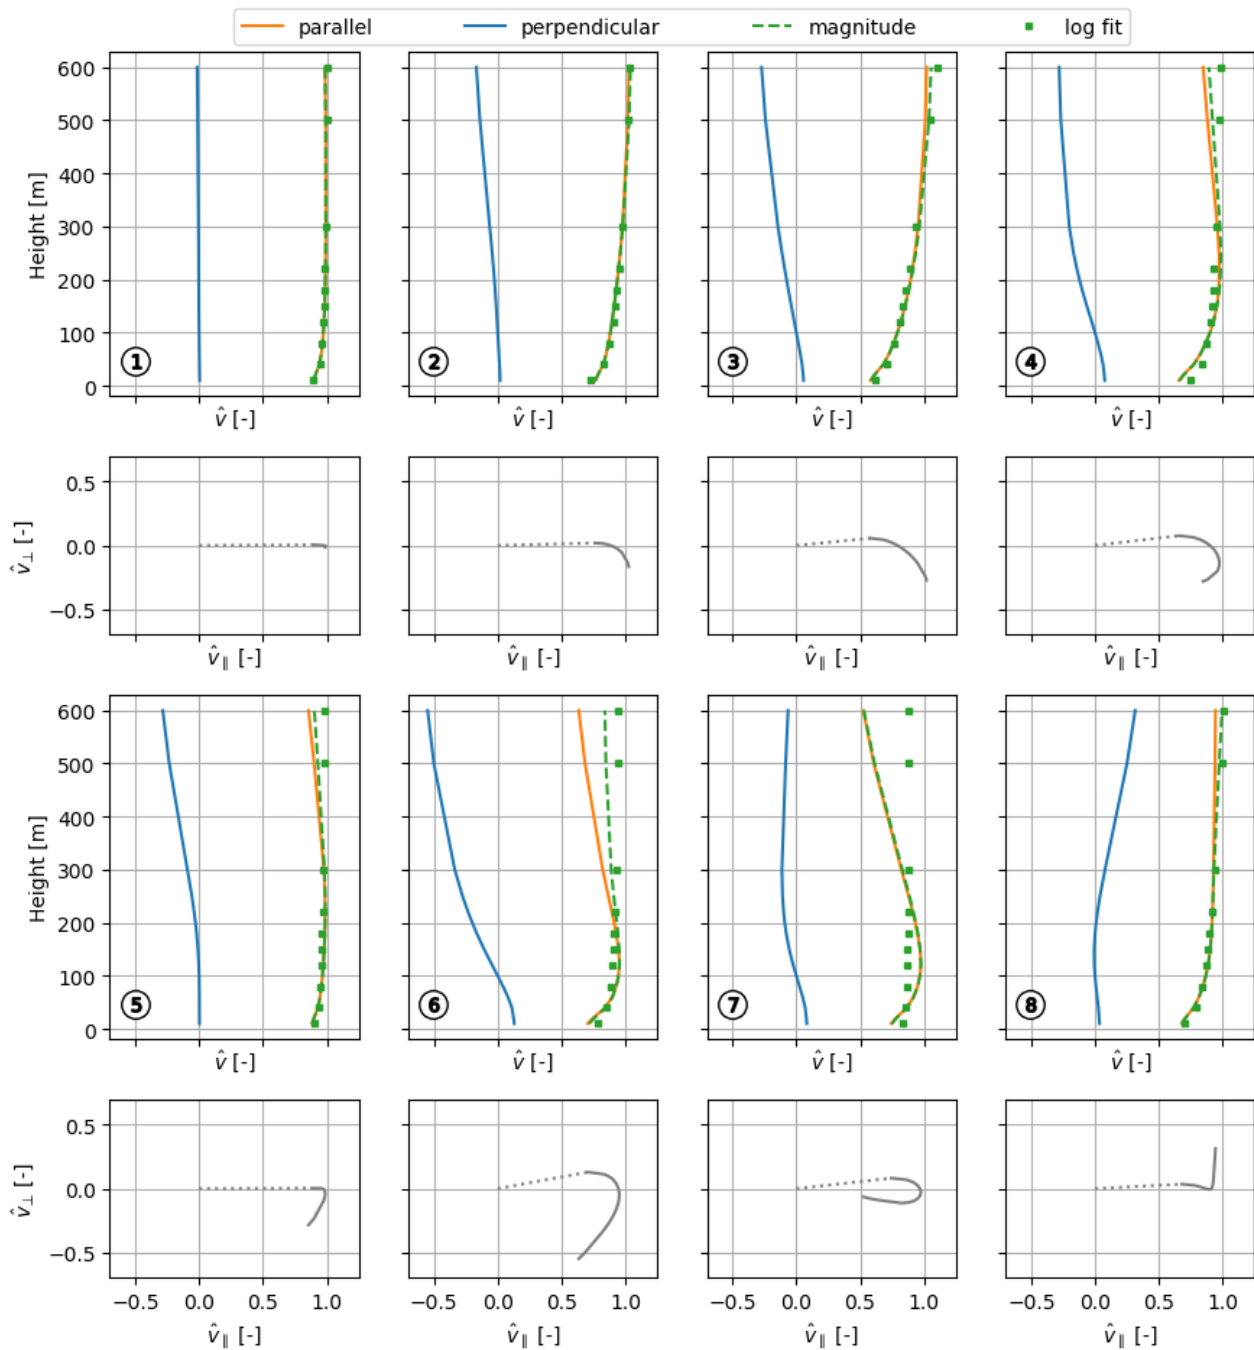 parallel perpendicular magnitude log fit
600
500
400
300
200
100
0
Height [m]
1 2 3 4
v̂ [-] v̂ [-] v̂ [-] v̂ [-]
0.5
0.0
−0.5
v̂⊥ [-]
v̂∥ [-] v̂∥ [-] v̂∥ [-] v̂∥ [-]
600
500
400
300
200
100
0
Height [m]
5 6 7 8
v̂ [-] v̂ [-] v̂ [-] v̂ [-]
0.5
0.0
−0.5
v̂⊥ [-]
−0.5 0.0 0.5 1.0 −0.5 0.0 0.5 1.0 −0.5 0.0 0.5 1.0 −0.5 0.0 0.5 1.0
v̂∥ [-] v̂∥ [-] v̂∥ [-] v̂∥ [-]